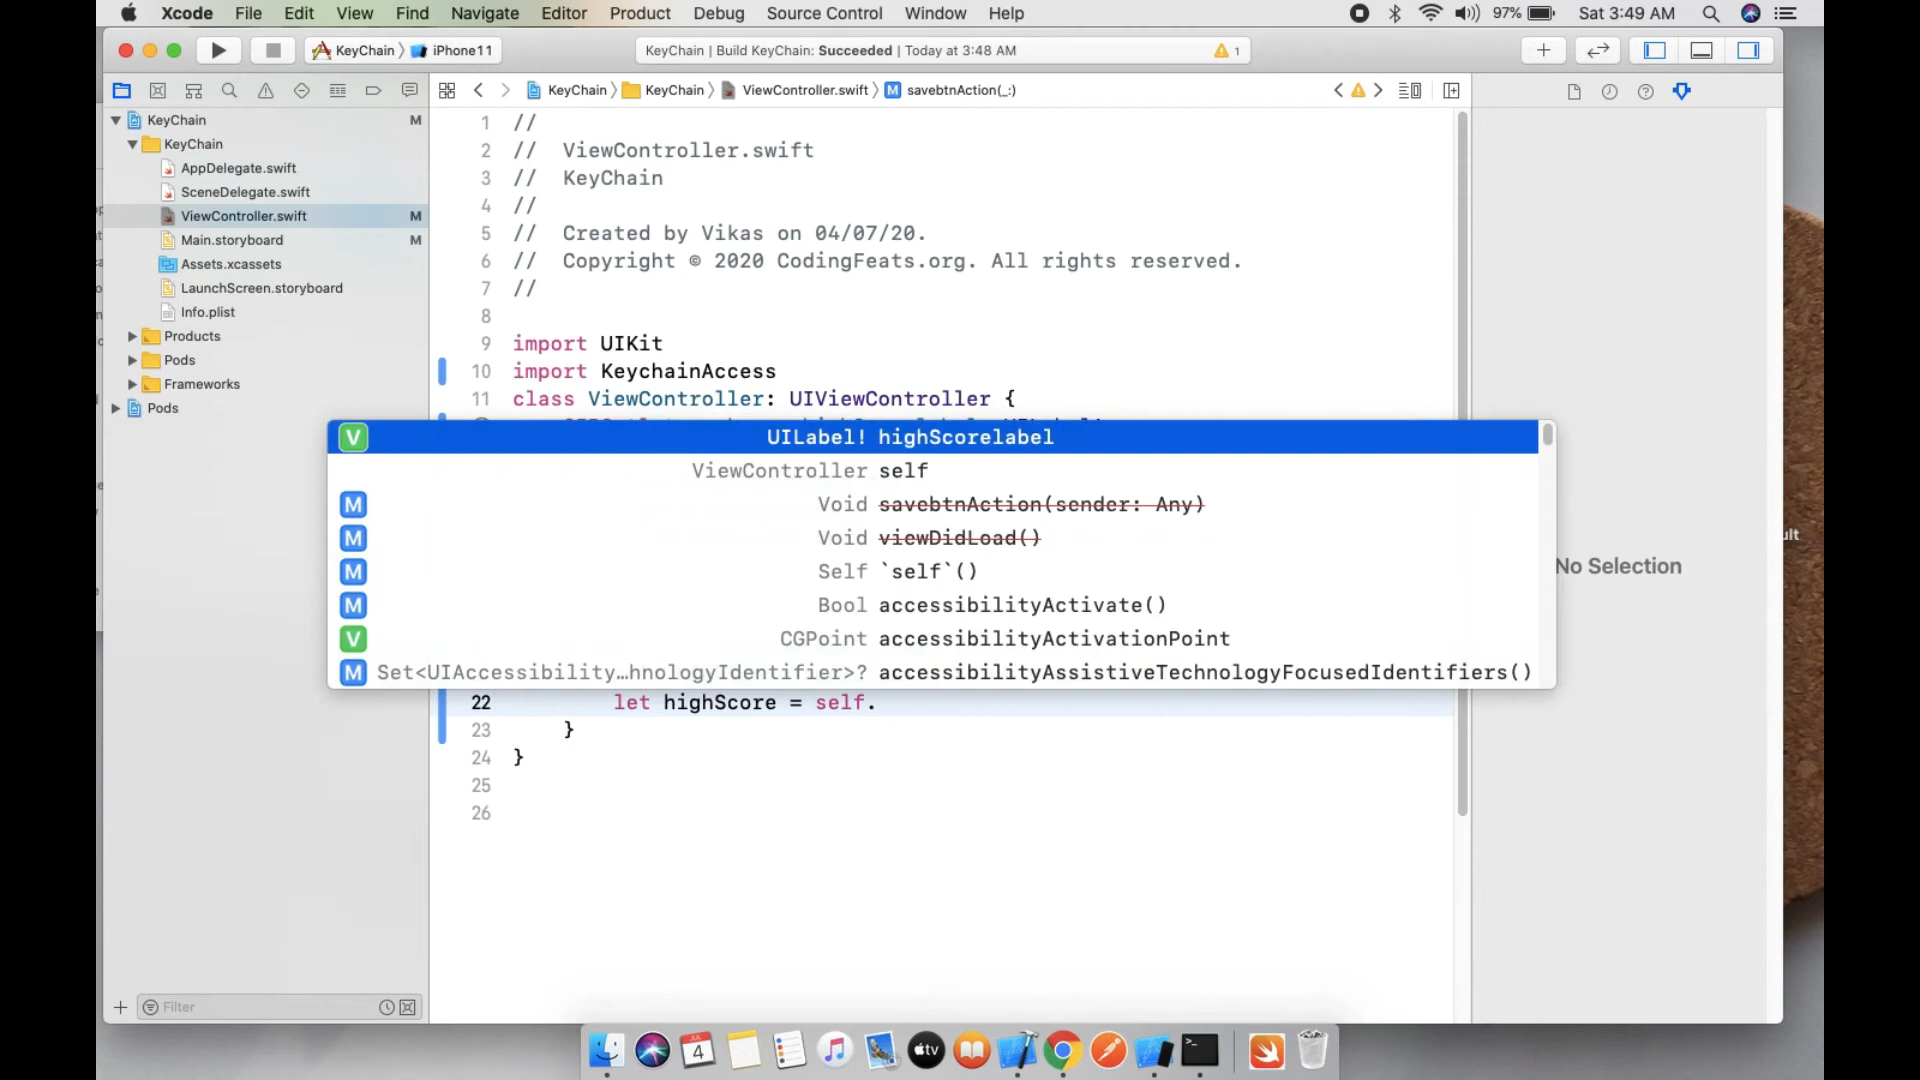 Xcode File Edit View Find Navigate Editor Product Debug Source Control Window Help 97% Sat 3:49 AM
KeyChain iPhone11 KeyChain | Build KeyChain: Succeeded | Today at 3:48 AM 1
KeyChain KeyChain ViewController.swift M savebtnAction(_:)
KeyChain M
KeyChain
AppDelegate.swift
SceneDelegate.swift
ViewController.swift M
Main.storyboard M
Assets.xcassets
LaunchScreen.storyboard
Info.plist
Products
Pods
Frameworks
Pods
1 //
2 // ViewController.swift
3 // KeyChain
4 //
5 // Created by Vikas on 04/07/20.
6 // Copyright © 2020 CodingFeats.org. All rights reserved.
7 //
8
9 import UIKit
10 import KeychainAccess
11 class ViewController: UIViewController {
V UILabel! highScorelabel
ViewController self
M Void savebtnAction(sender: Any)
M Void viewDidLoad()
M Self `self`()
M Bool accessibilityActivate()
V CGPoint accessibilityActivationPoint
M Set<UIAccessibility…hnologyIdentifier>? accessibilityAssistiveTechnologyFocusedIdentifiers()
22 let highScore = self.
23 }
24 }
25
26
No Selection
ult
Filter
JUL
4
tv